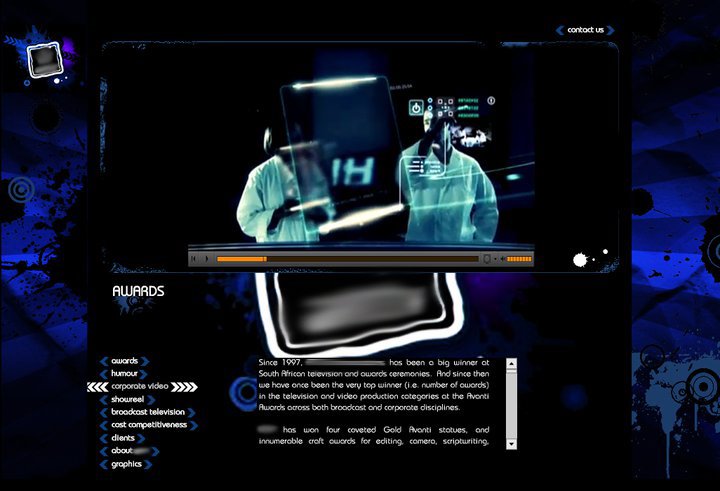 contact us
AWARDS
awards
humour
corporate video
showreel
broadcast television
cost competitiveness
clients
about
graphics
Since 1997, has been a big winner at
South African television and awards ceremonies. And since then
we have once been the very top winner (i.e. number of awards)
in the television and video production categories at the Avanti
Awards across both broadcast and corporate disciplines.
has won four coveted Gold Avanti statues, and
innumerable craft awards for editing, camera, scriptwriting,